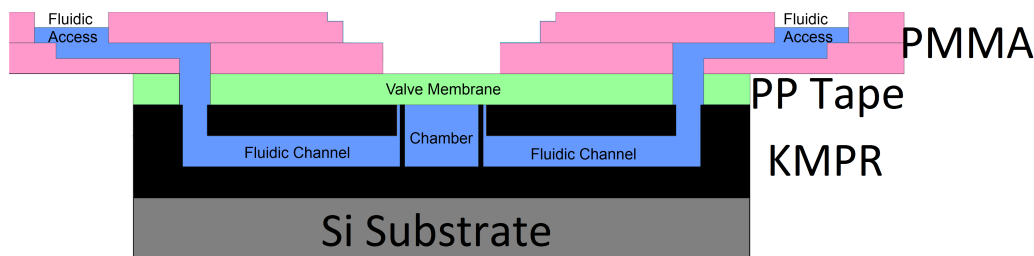 Fluidic
Access
Fluidic
Access
PMMA
Valve Membrane
PP Tape
Chamber
Fluidic Channel
Fluidic Channel
KMPR
Si Substrate